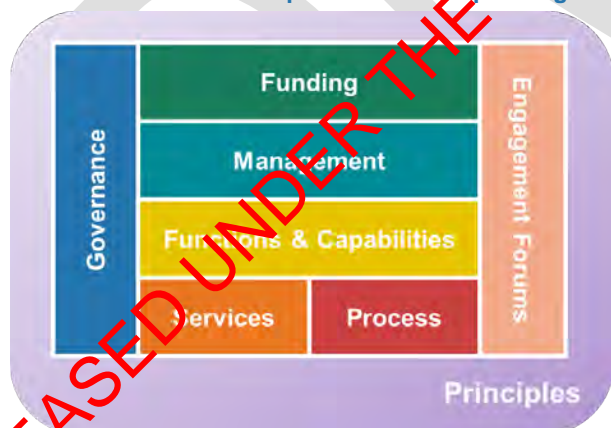 Governance
Funding
Management
Functions & Capabilities
Services
Process
Engagement Forums
Principles
ASED UNDER THE